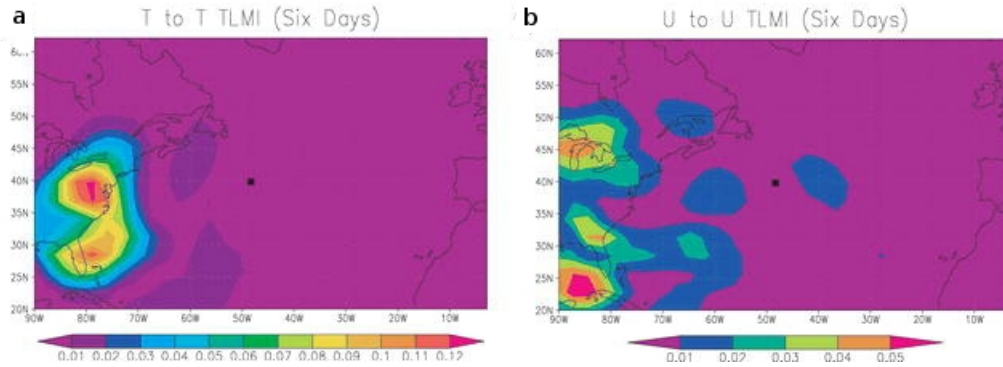 a
T to T TLMI (Six Days)
55N
50N
45N
40N
35N
30N
25N
20N
90W 80W 70W 60W 50W 40W 30W 20W 10W
0.01 0.02 0.03 0.04 0.05 0.06 0.07 0.08 0.09 0.1 0.11 0.12
b
U to U TLMI (Six Days)
60N
55N
50N
45N
40N
35N
30N
25N
20N
90W 80W 70W 60W 50W 40W 30W 20W 10W
0.01 0.02 0.03 0.04 0.05